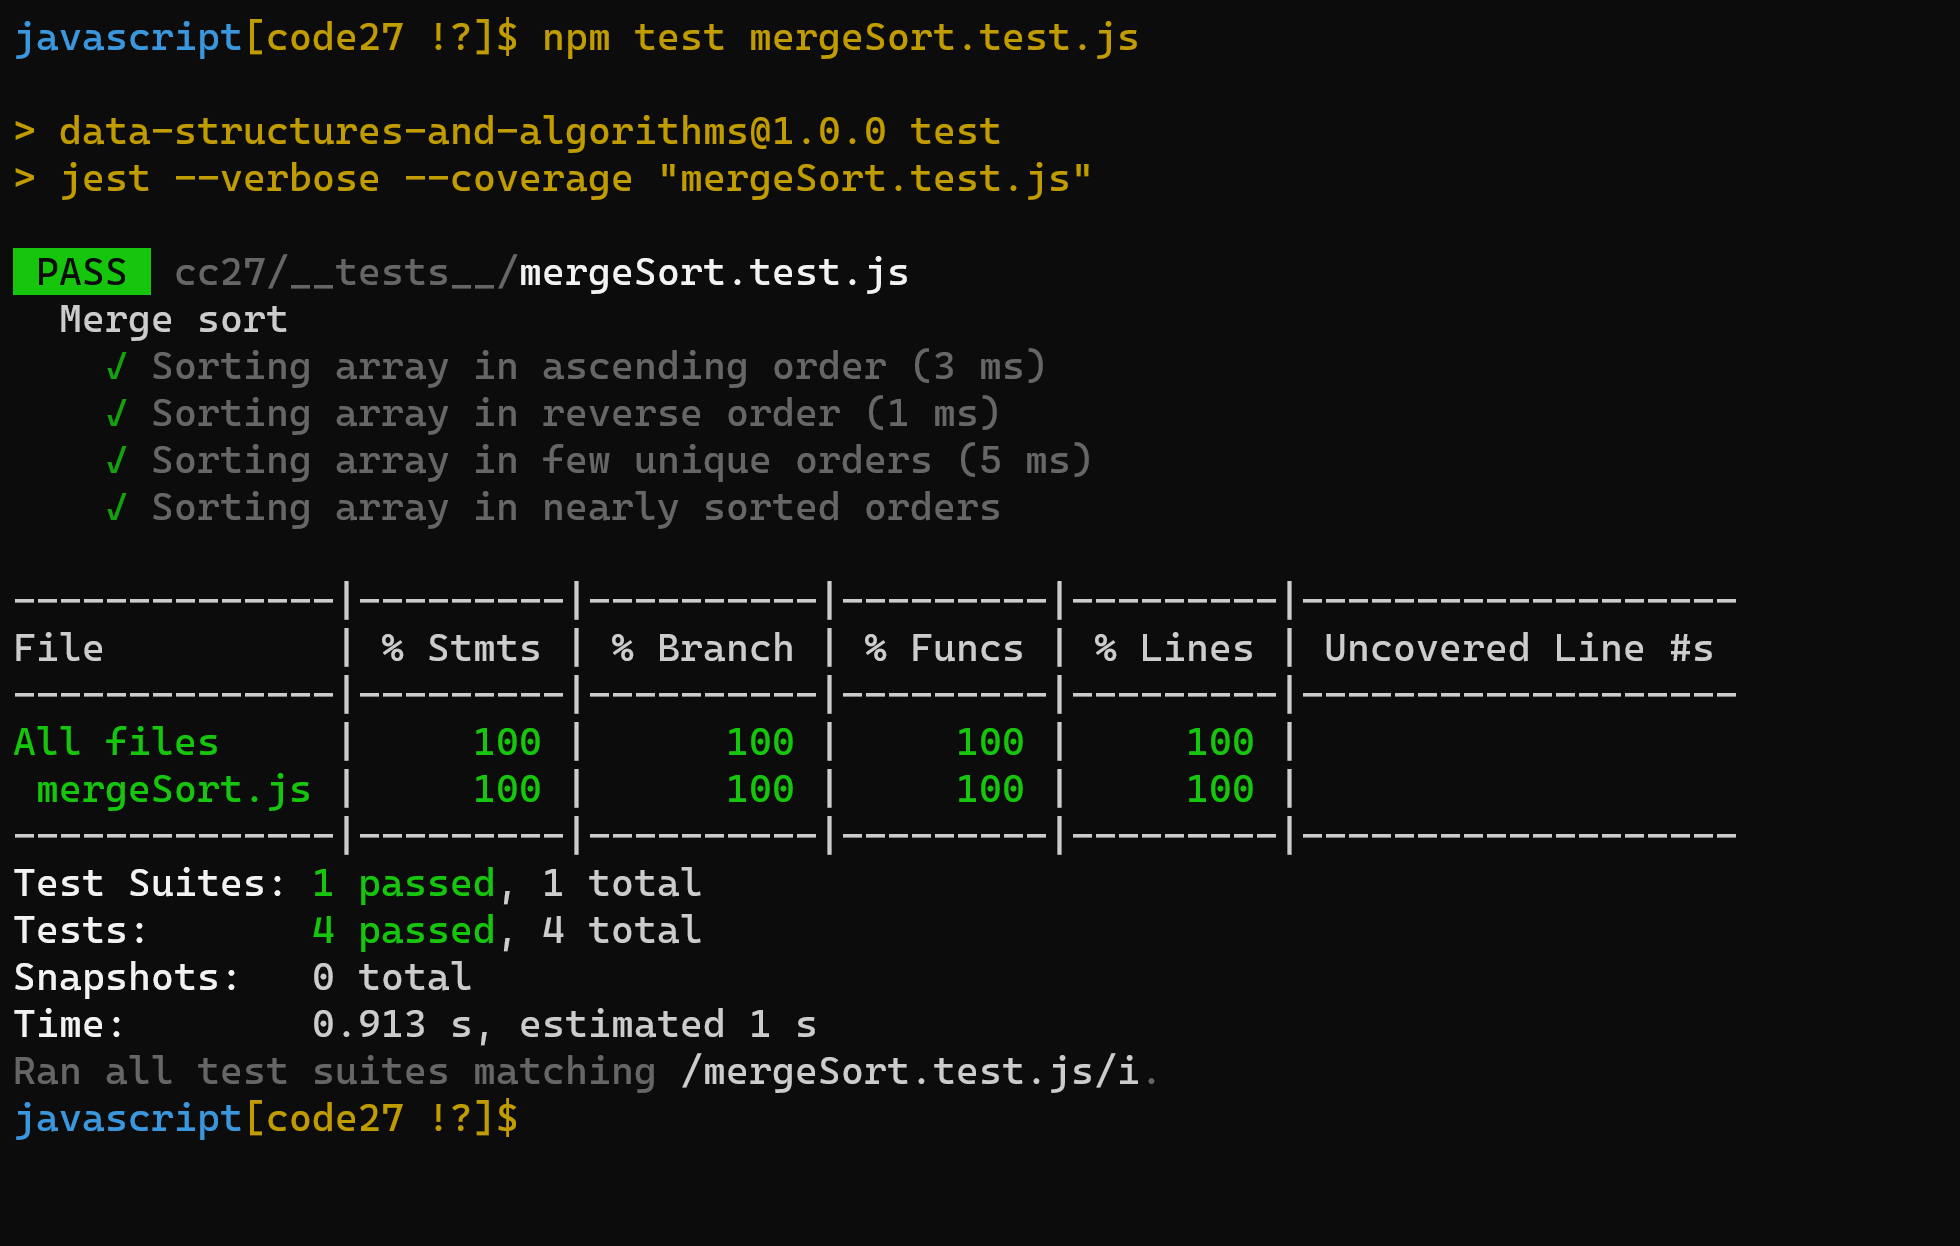 javascript[code27 !?]$ npm test mergeSort.test.js
> data-structures-and-algorithms@1.0.0 test
> jest --verbose --coverage "mergeSort.test.js"
PASS cc27/__tests__/mergeSort.test.js
  Merge sort
    √ Sorting array in ascending order (3 ms)
    √ Sorting array in reverse order (1 ms)
    √ Sorting array in few unique orders (5 ms)
    √ Sorting array in nearly sorted orders
--------------|---------|----------|---------|---------|-------------------
File          | % Stmts | % Branch | % Funcs | % Lines | Uncovered Line #s
--------------|---------|----------|---------|---------|-------------------
All files     |     100 |      100 |     100 |     100 |
 mergeSort.js |     100 |      100 |     100 |     100 |
--------------|---------|----------|---------|---------|-------------------
Test Suites: 1 passed, 1 total
Tests:       4 passed, 4 total
Snapshots:   0 total
Time:        0.913 s, estimated 1 s
Ran all test suites matching /mergeSort.test.js/i.
javascript[code27 !?]$